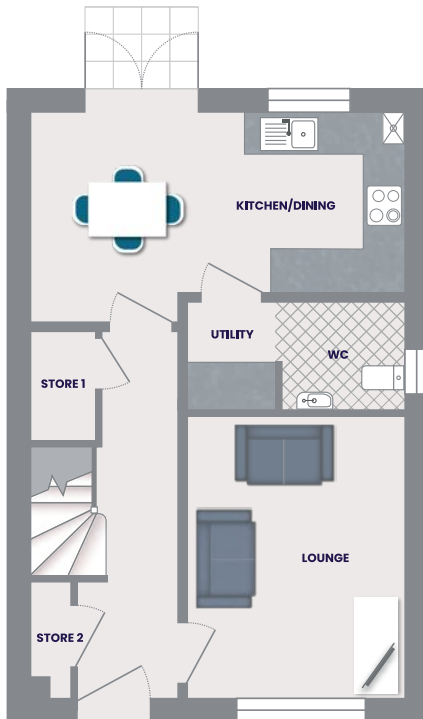 KITCHEN/DINING
UTILITY
WC
STORE 1
LOUNGE
STORE 2